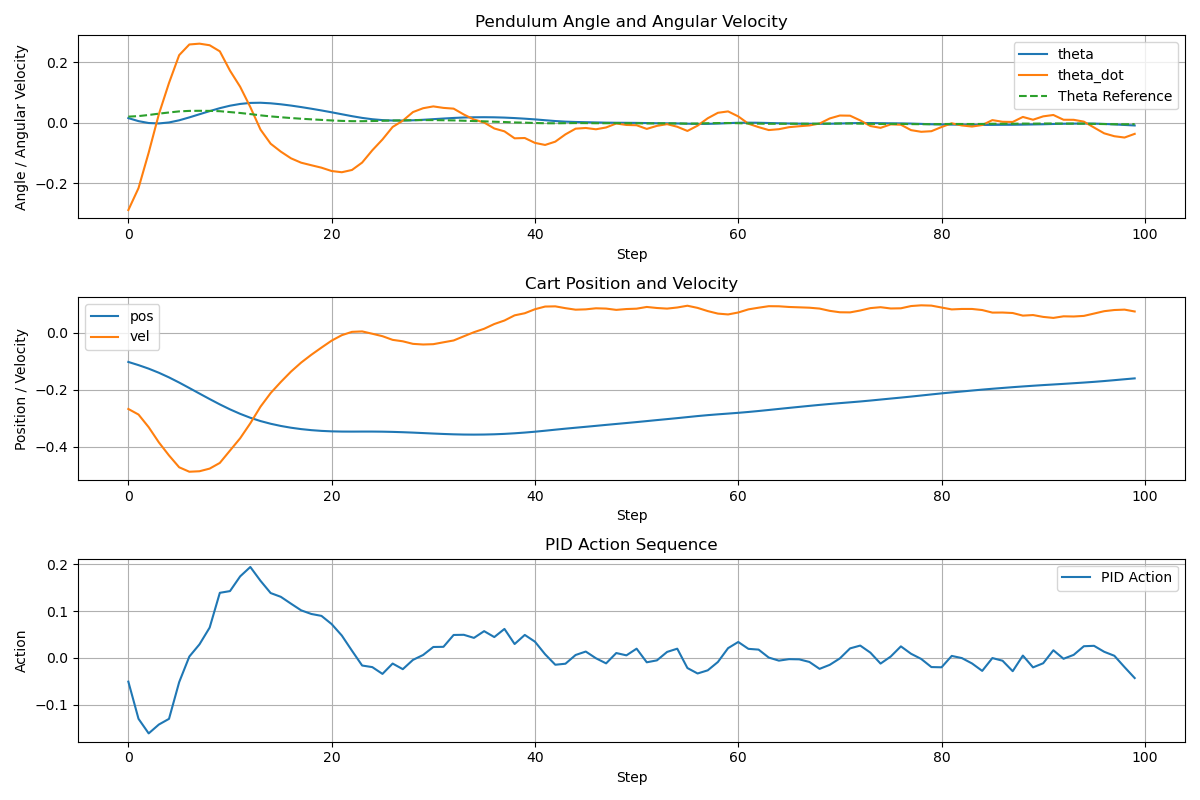 Pendulum Angle and Angular Velocity
Angle / Angular Velocity
0.2
0.0
−0.2
theta
theta_dot
Theta Reference
0 20 40 60 80 100
Step
Cart Position and Velocity
Position / Velocity
0.0
−0.2
−0.4
pos
vel
0 20 40 60 80 100
Step
PID Action Sequence
Action
0.2
0.1
0.0
−0.1
PID Action
0 20 40 60 80 100
Step